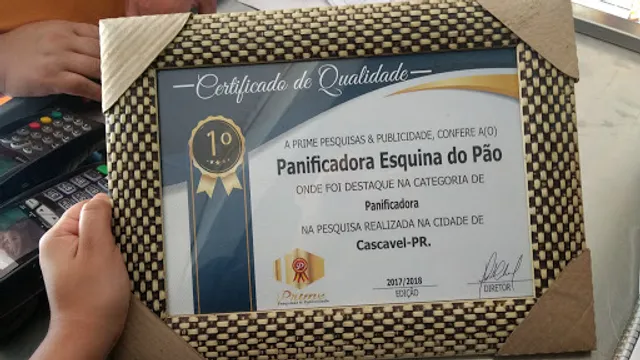 Certificado de Qualidade
1º
A PRIME PESQUISAS & PUBLICIDADE, CONFERE A(O)
Panificadora Esquina do Pão
ONDE FOI DESTAQUE NA CATEGORIA DE
Panificadora
NA PESQUISA REALIZADA NA CIDADE DE
Cascavel-PR.
Prime
2017/2018
EDIÇÃO
DIRETOR